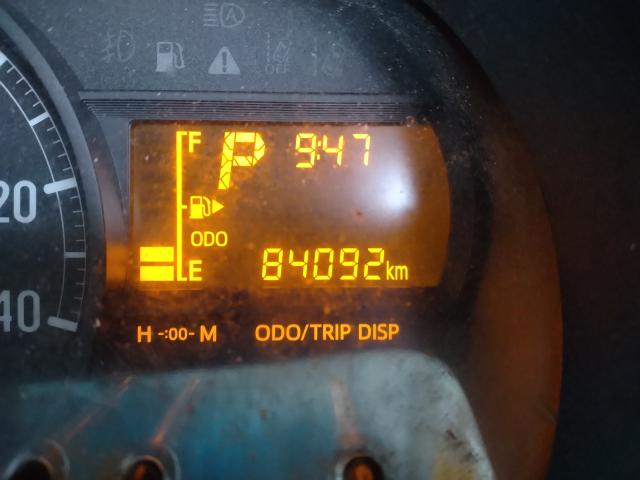 OFF
F
P 9:47
20
ODO
E 84092km
40
H -:00- M ODO/TRIP DISP